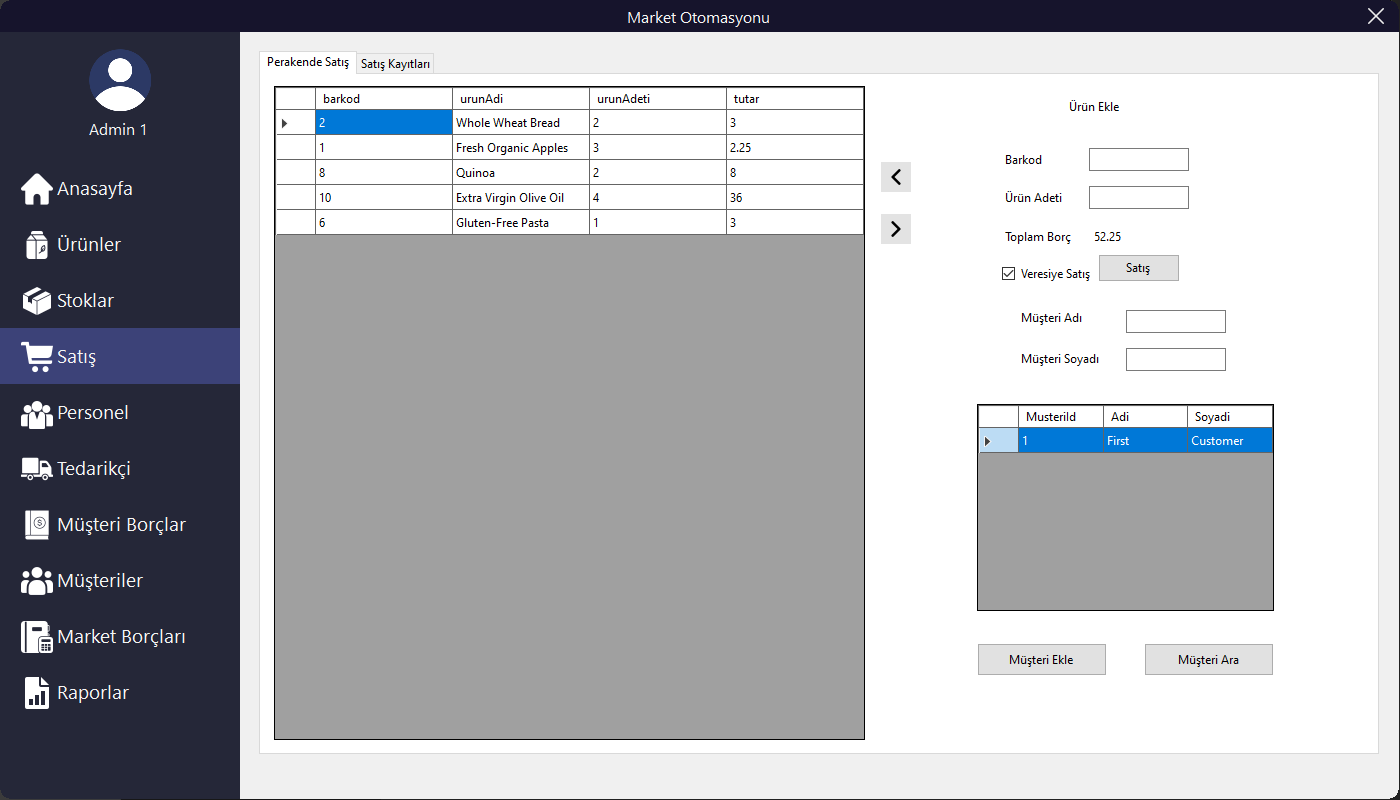 Market Otomasyonu
Admin 1
Anasayfa
Ürünler
Stoklar
Satış
Personel
Tedarikçi
Müşteri Borçlar
Müşteriler
Market Borçları
Raporlar
Perakende Satış Satış Kayıtları
barkod urunAdi urunAdeti tutar
2 Whole Wheat Bread 2 3
1 Fresh Organic Apples 3 2.25
8 Quinoa 2 8
10 Extra Virgin Olive Oil 4 36
6 Gluten-Free Pasta 1 3
Ürün Ekle
Barkod
Ürün Adeti
Toplam Borç 52.25
Veresiye Satış Satış
Müşteri Adı
Müşteri Soyadı
MusteriId Adi Soyadi
1 First Customer
Müşteri Ekle Müşteri Ara